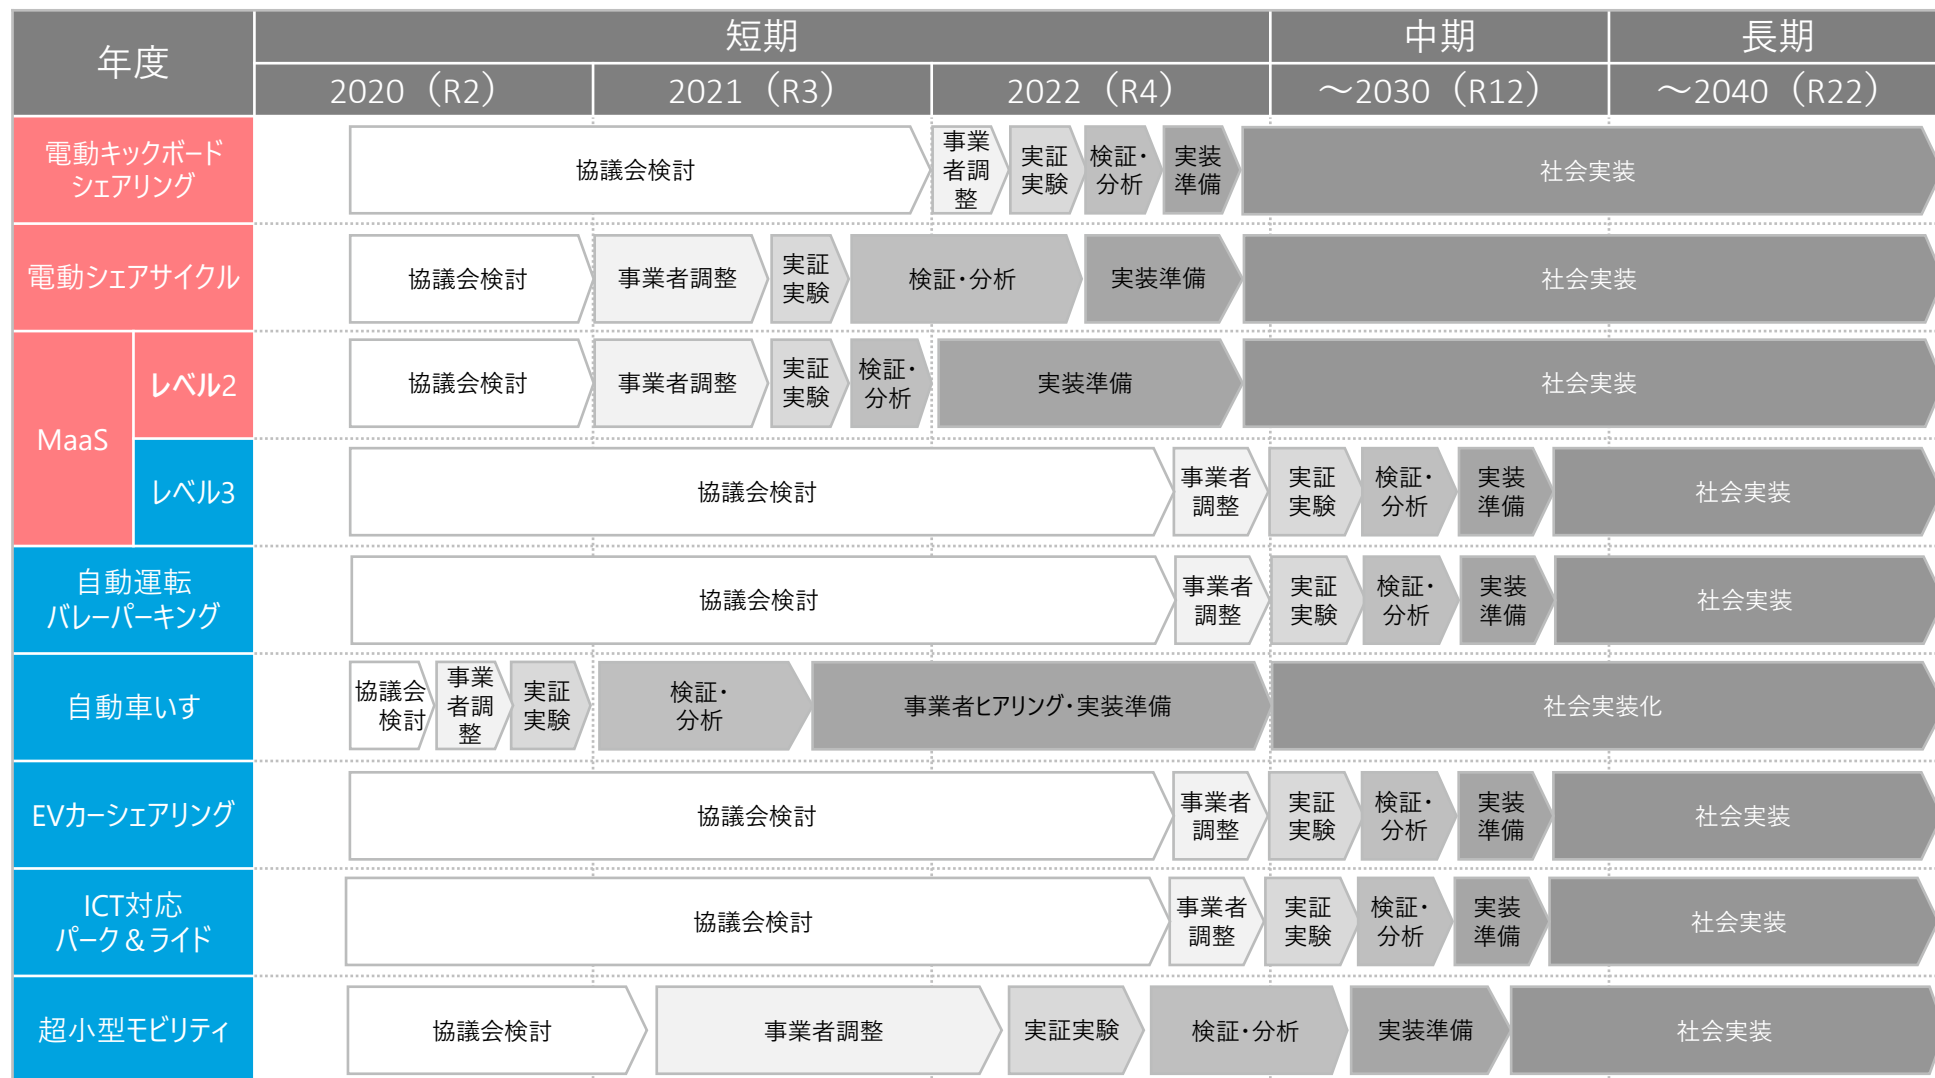 年度
短期
中期
長期
2020（R2）
2021（R3）
2022（R4）
～2030（R12）
～2040（R22）
電動キックボード
シェアリング
協議会検討
事業
者調
整
実証
実験
検証・
分析
実装
準備
社会実装
電動シェアサイクル
協議会検討
事業者調整
実証
実験
検証・分析
実装準備
社会実装
MaaS
レベル2
協議会検討
事業者調整
実証
実験
検証・
分析
実装準備
社会実装
レベル3
協議会検討
事業者
調整
実証
実験
検証・
分析
実装
準備
社会実装
自動運転
バレーパーキング
協議会検討
事業者
調整
実証
実験
検証・
分析
実装
準備
社会実装
自動車いす
協議会
検討
事業
者調
整
実証
実験
検証・
分析
事業者ヒアリング・実装準備
社会実装化
EVカーシェアリング
協議会検討
事業者
調整
実証
実験
検証・
分析
実装
準備
社会実装
ICT対応
パーク＆ライド
協議会検討
事業者
調整
実証
実験
検証・
分析
実装
準備
社会実装
超小型モビリティ
協議会検討
事業者調整
実証実験
検証・分析
実装準備
社会実装